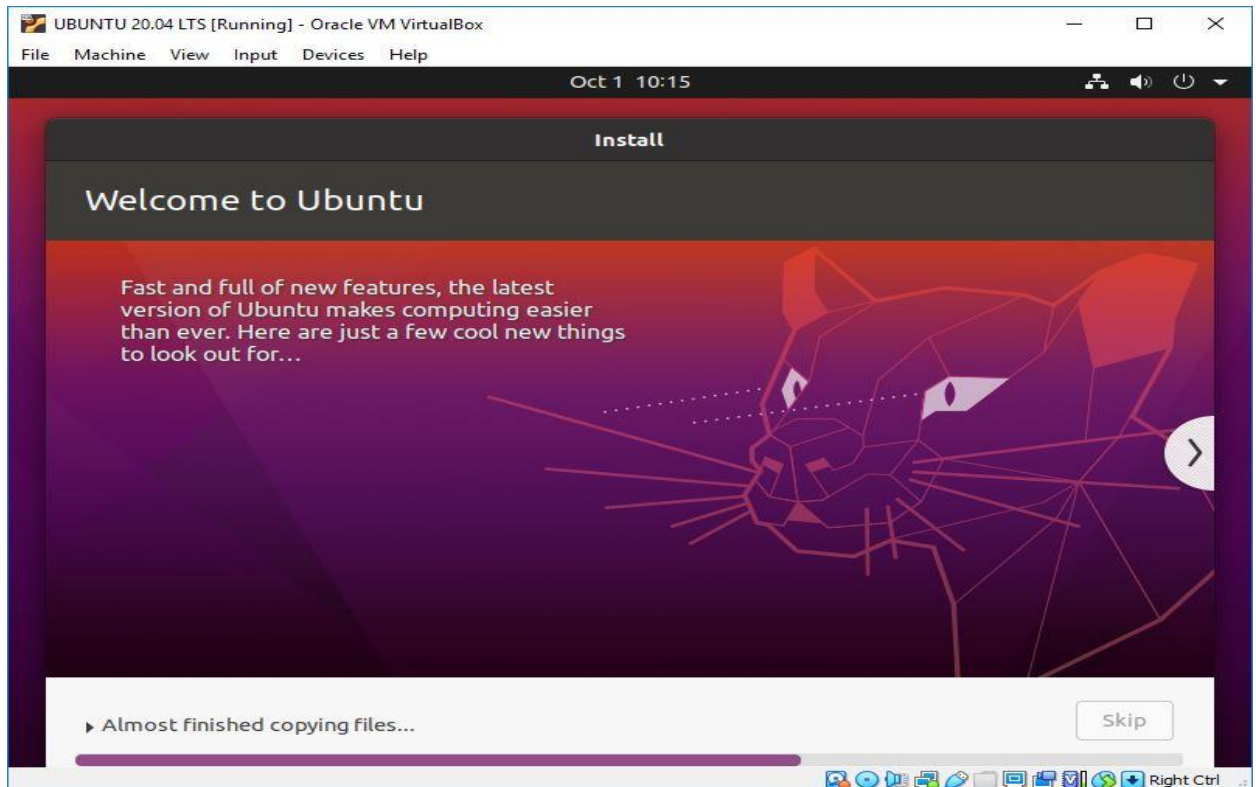 UBUNTU 20.04 LTS [Running] - Oracle VM VirtualBox
File Machine View Input Devices Help
Oct 1 10:15
Install
Welcome to Ubuntu
Fast and full of new features, the latest
version of Ubuntu makes computing easier
than ever. Here are just a few cool new things
to look out for...
Almost finished copying files...
Skip
Right Ctrl